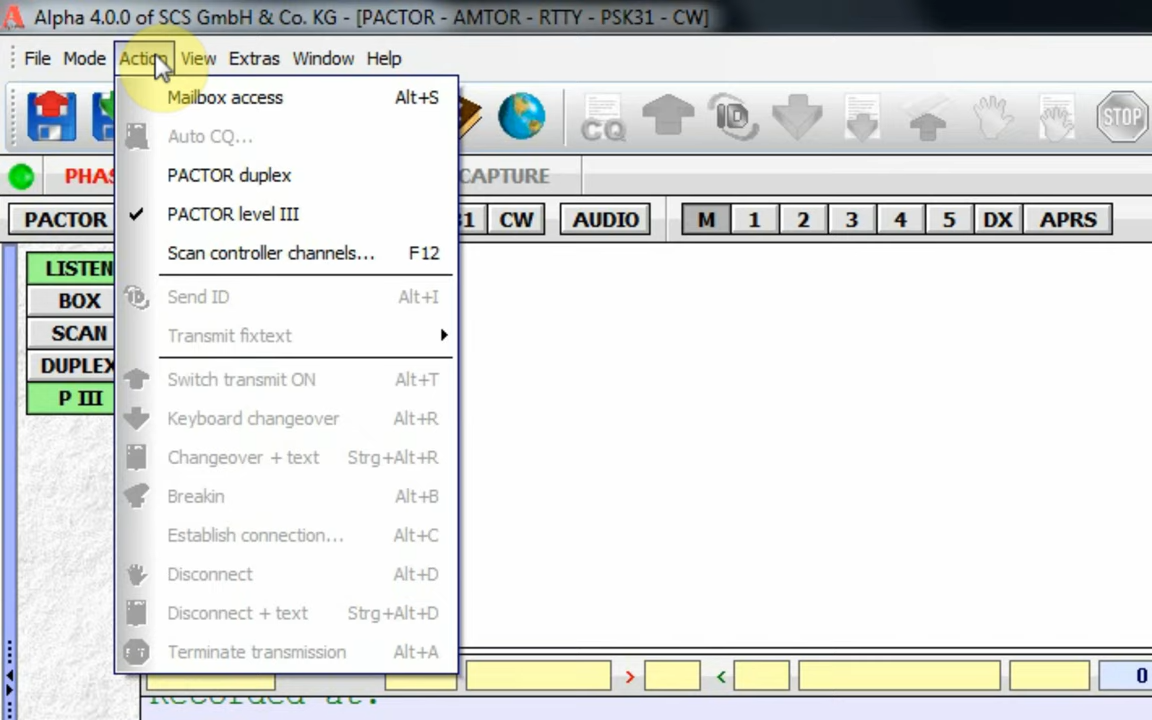 Alpha 4.0.0 of SCS GmbH & Co. KG - [PACTOR - AMTOR - RTTY - PSK31 - CW]
File Mode Action View Extras Window Help
Mailbox access Alt+S
Auto CQ...
PACTOR duplex
PACTOR level III
Scan controller channels... F12
Send ID Alt+I
Transmit fixtext
Switch transmit ON Alt+T
Keyboard changeover Alt+R
Changeover + text Strg+Alt+R
Breakin Alt+B
Establish connection... Alt+C
Disconnect Alt+D
Disconnect + text Strg+Alt+D
Terminate transmission Alt+A
CQ ID STOP
CAPTURE
PACTOR CW AUDIO M 1 2 3 4 5 DX APRS
LISTEN
BOX
SCAN
DUPLEX
P III
> < 0
Recorded at: